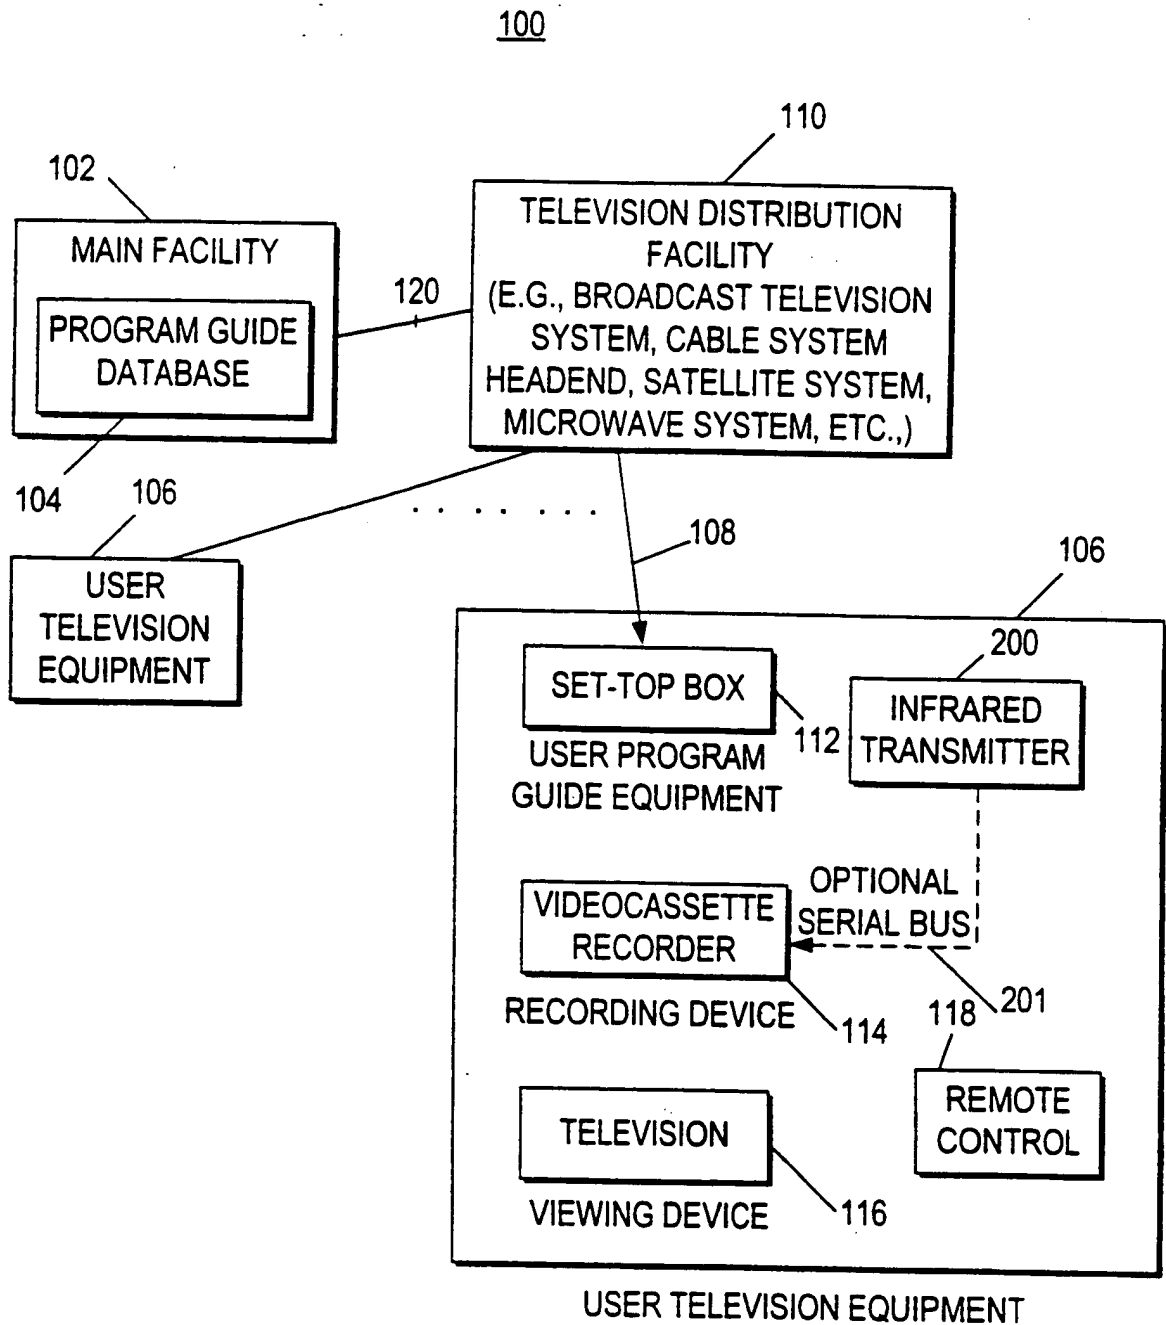 100
110
102
TELEVISION DISTRIBUTION
FACILITY
(E.G., BROADCAST TELEVISION
SYSTEM, CABLE SYSTEM
HEADEND, SATELLITE SYSTEM,
MICROWAVE SYSTEM, ETC.,)
MAIN FACILITY
120
PROGRAM GUIDE
DATABASE
104
106
108
USER
TELEVISION
EQUIPMENT
106
200
SET-TOP BOX
112
INFRARED
TRANSMITTER
USER PROGRAM
GUIDE EQUIPMENT
OPTIONAL
SERIAL BUS
VIDEOCASSETTE
RECORDER
201
RECORDING DEVICE
114
118
REMOTE
CONTROL
TELEVISION
116
VIEWING DEVICE
USER TELEVISION EQUIPMENT